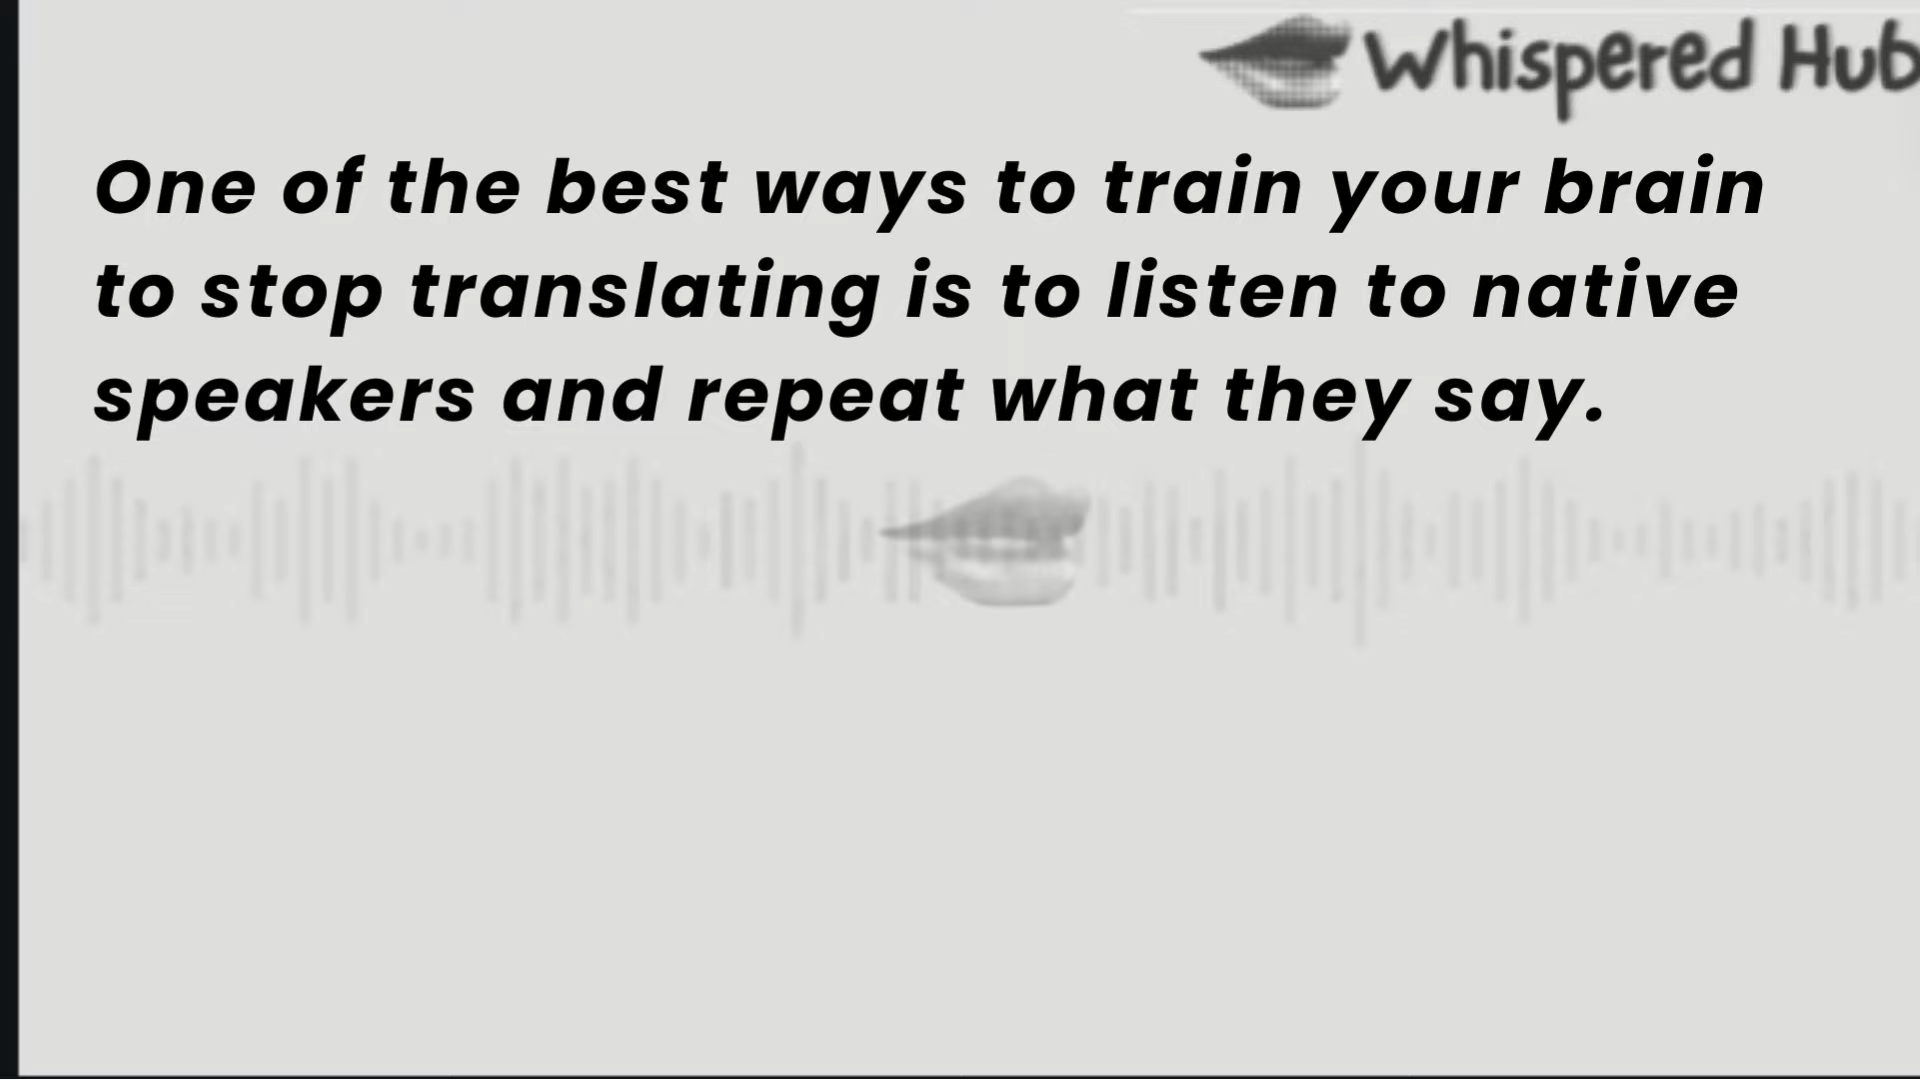 Whispered Hub
One of the best ways to train your brain
to stop translating is to listen to native
speakers and repeat what they say.